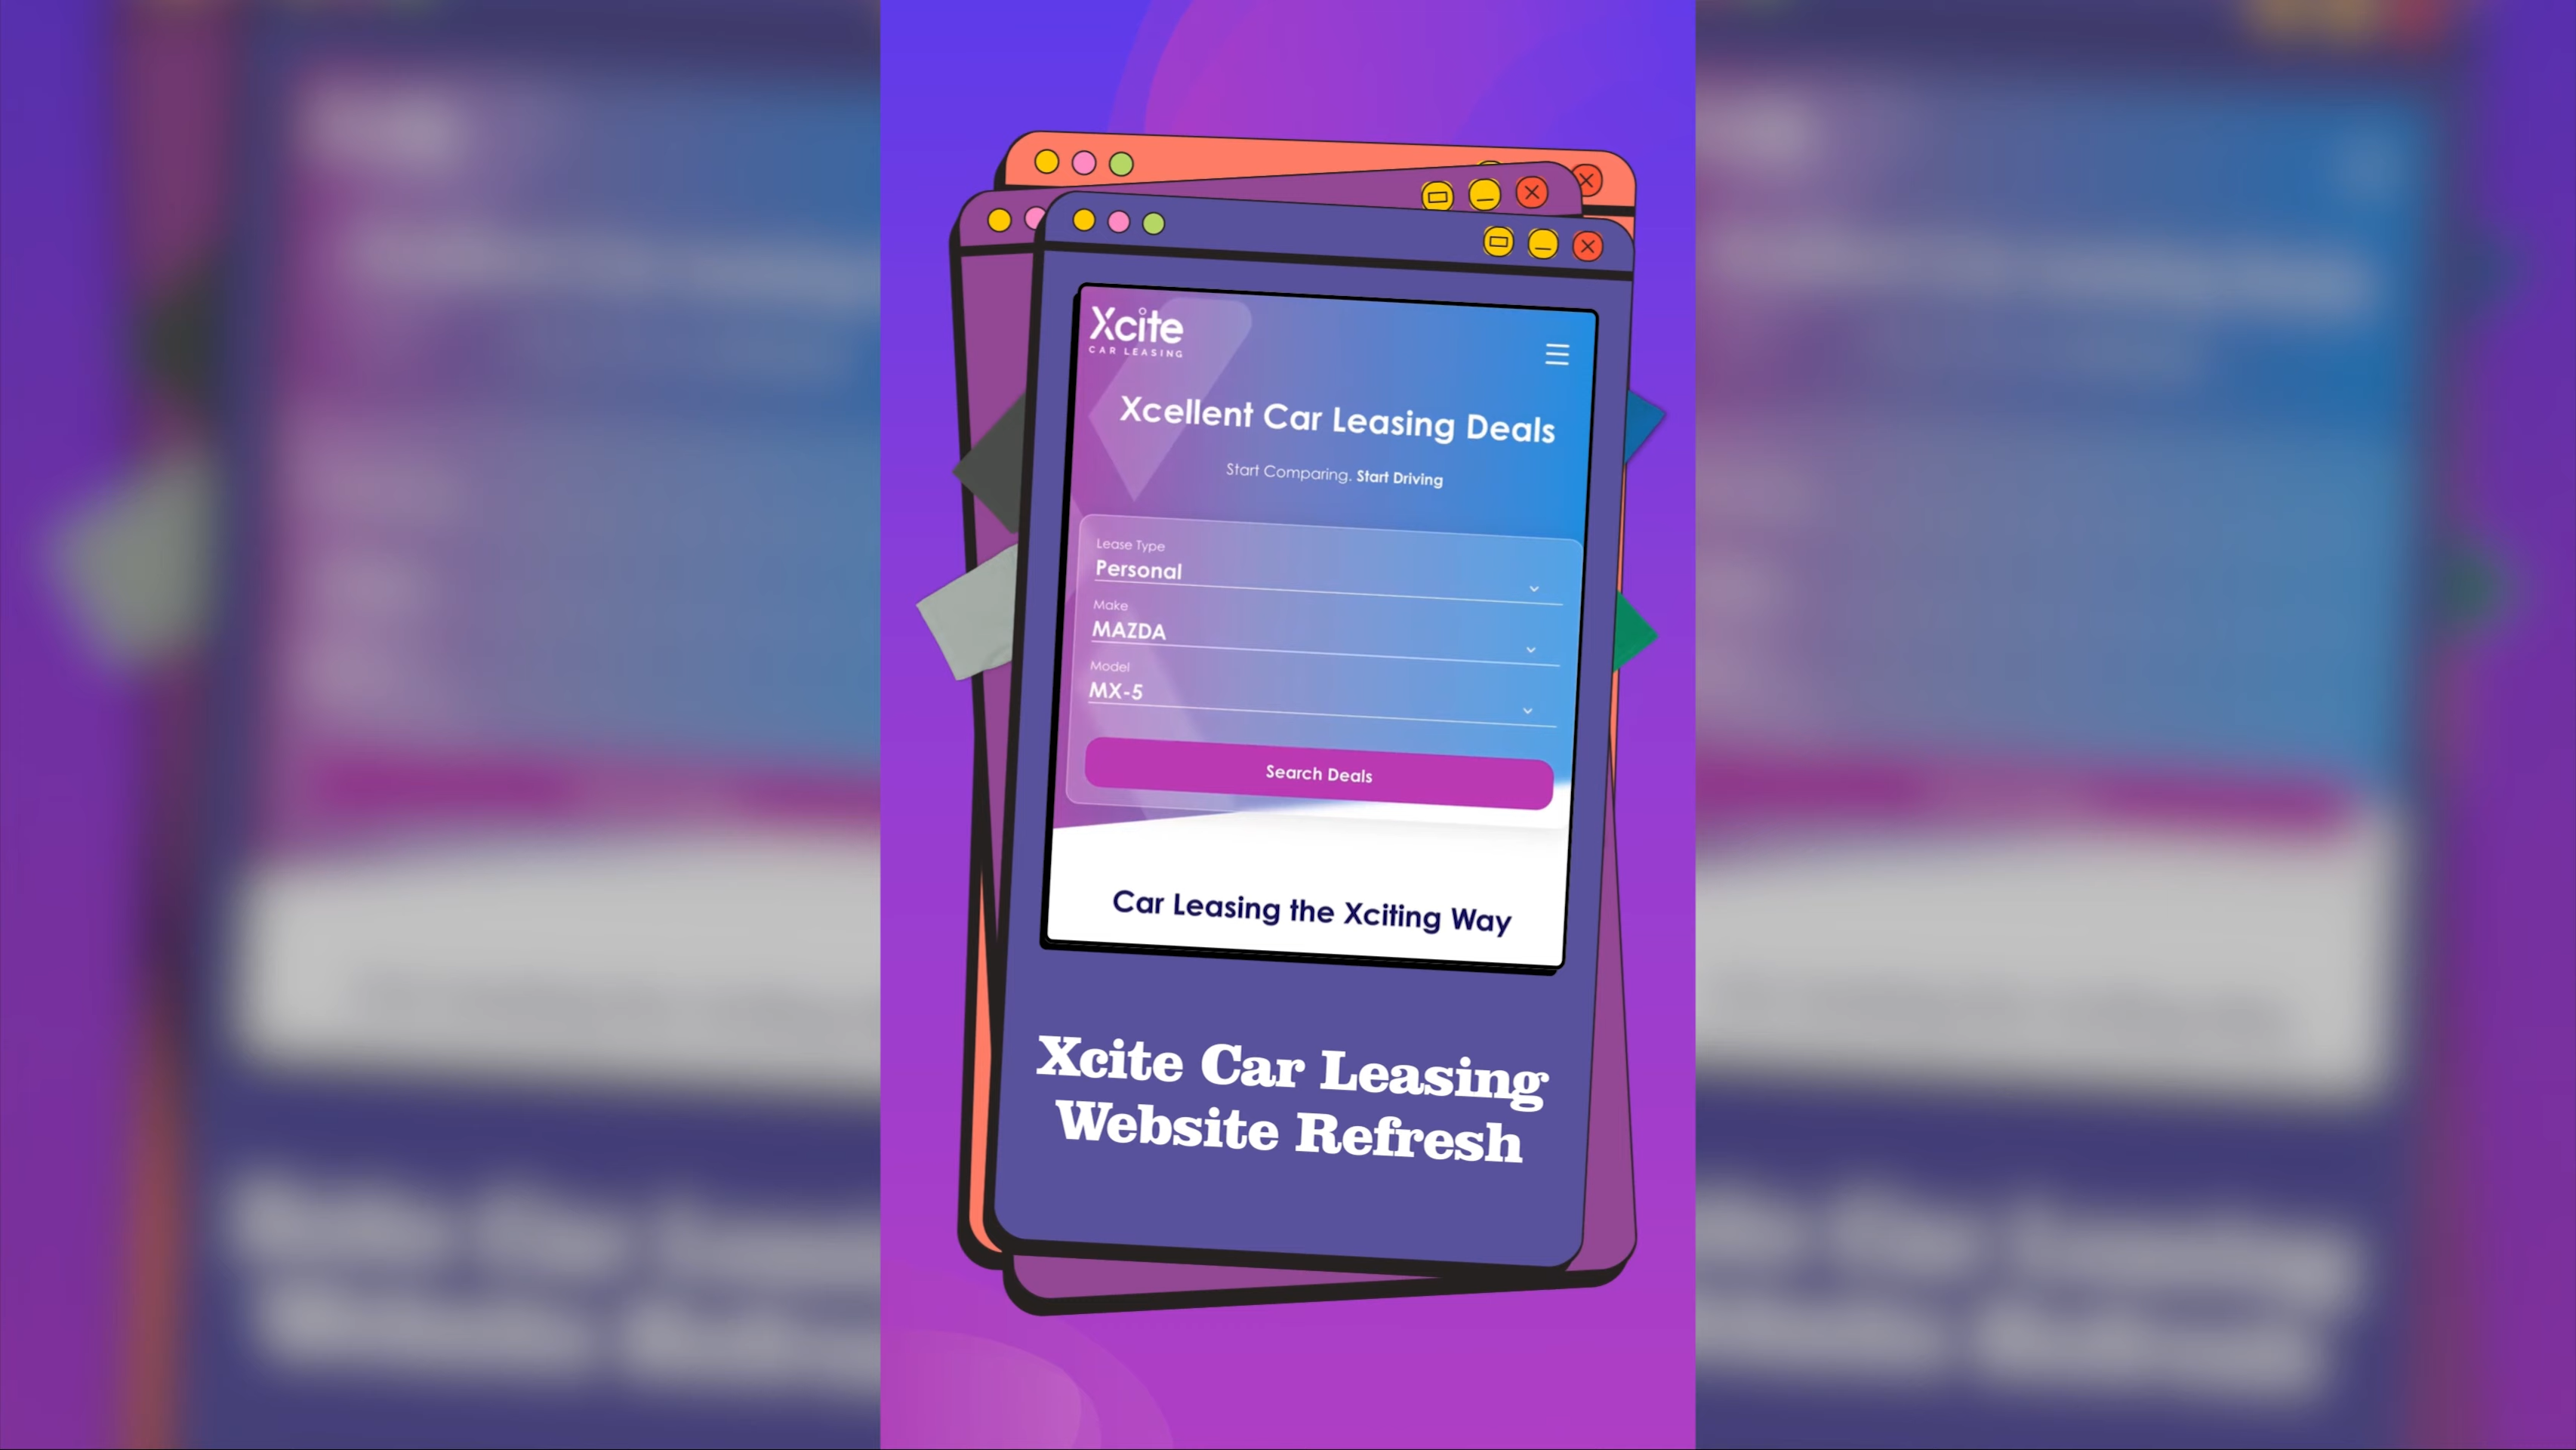 Xcite
CAR LEASING
Xcellent Car Leasing Deals
Start Comparing. Start Driving
Lease Type
Personal
Make
MAZDA
Model
MX-5
Search Deals
Car Leasing the Xciting Way
Xcite Car Leasing
Website Refresh